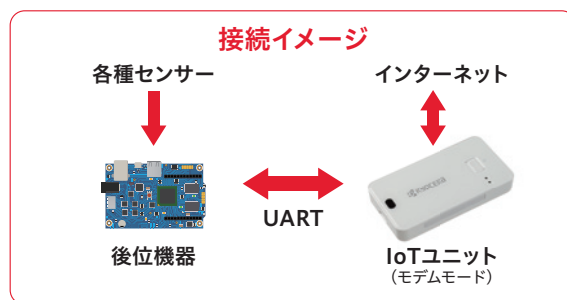 接続イメージ
各種センサー
インターネット
KYOCERA
UART
後位機器
IoTユニット
（モデムモード）